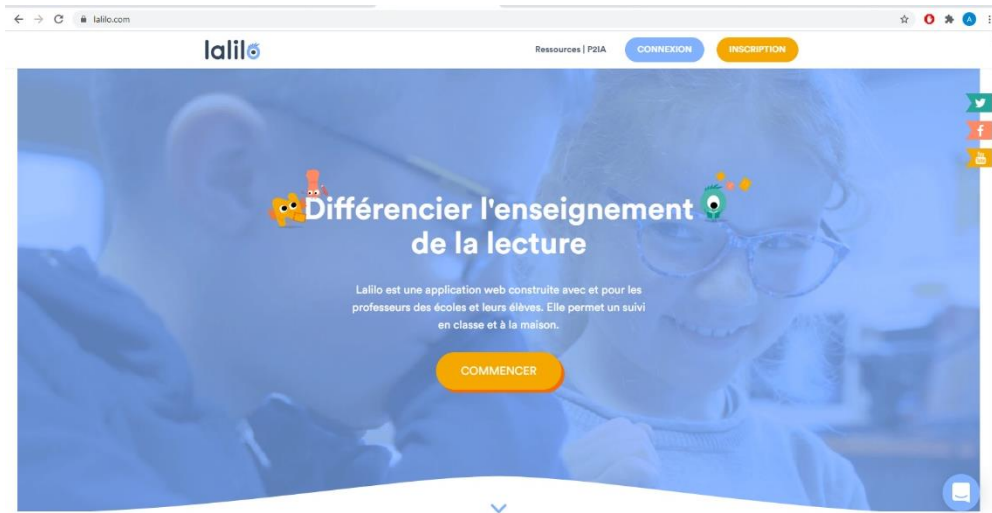 lalilo.com
lalilo
Ressources | P2IA
CONNEXION
INSCRIPTION
Différencier l'enseignement
de la lecture
Lalilo est une application web construite avec et pour les
professeurs des écoles et leurs élèves. Elle permet un suivi
en classe et à la maison.
COMMENCER